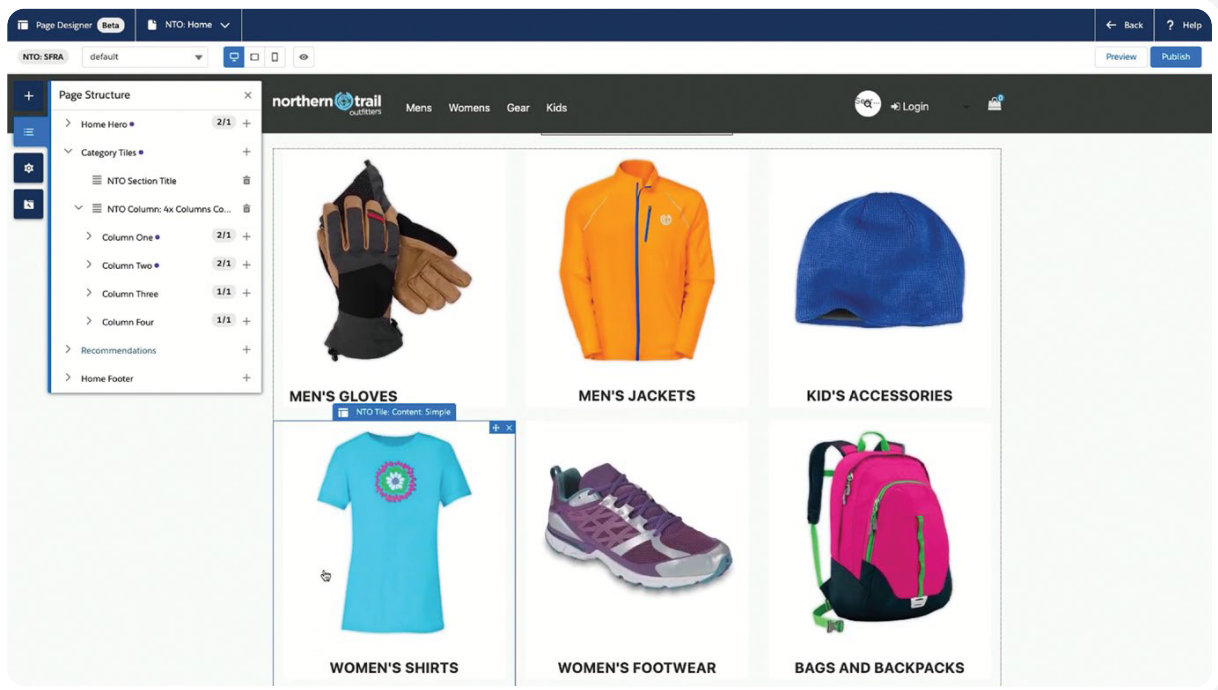 Page Designer Beta NTO: Home Back ? Help
NTO: SFRA default Preview Publish
Page Structure
Home Hero 2/1
Category Tiles
NTO Section Title
NTO Column: 4x Columns Co...
Column One 2/1
Column Two 2/1
Column Three 1/1
Column Four 1/1
Recommendations
Home Footer
northern trail
outfitters
Mens Womens Gear Kids
Login
0
MEN'S GLOVES
MEN'S JACKETS
KID'S ACCESSORIES
NTO Tile: Content: Simple
WOMEN'S SHIRTS
WOMEN'S FOOTWEAR
BAGS AND BACKPACKS